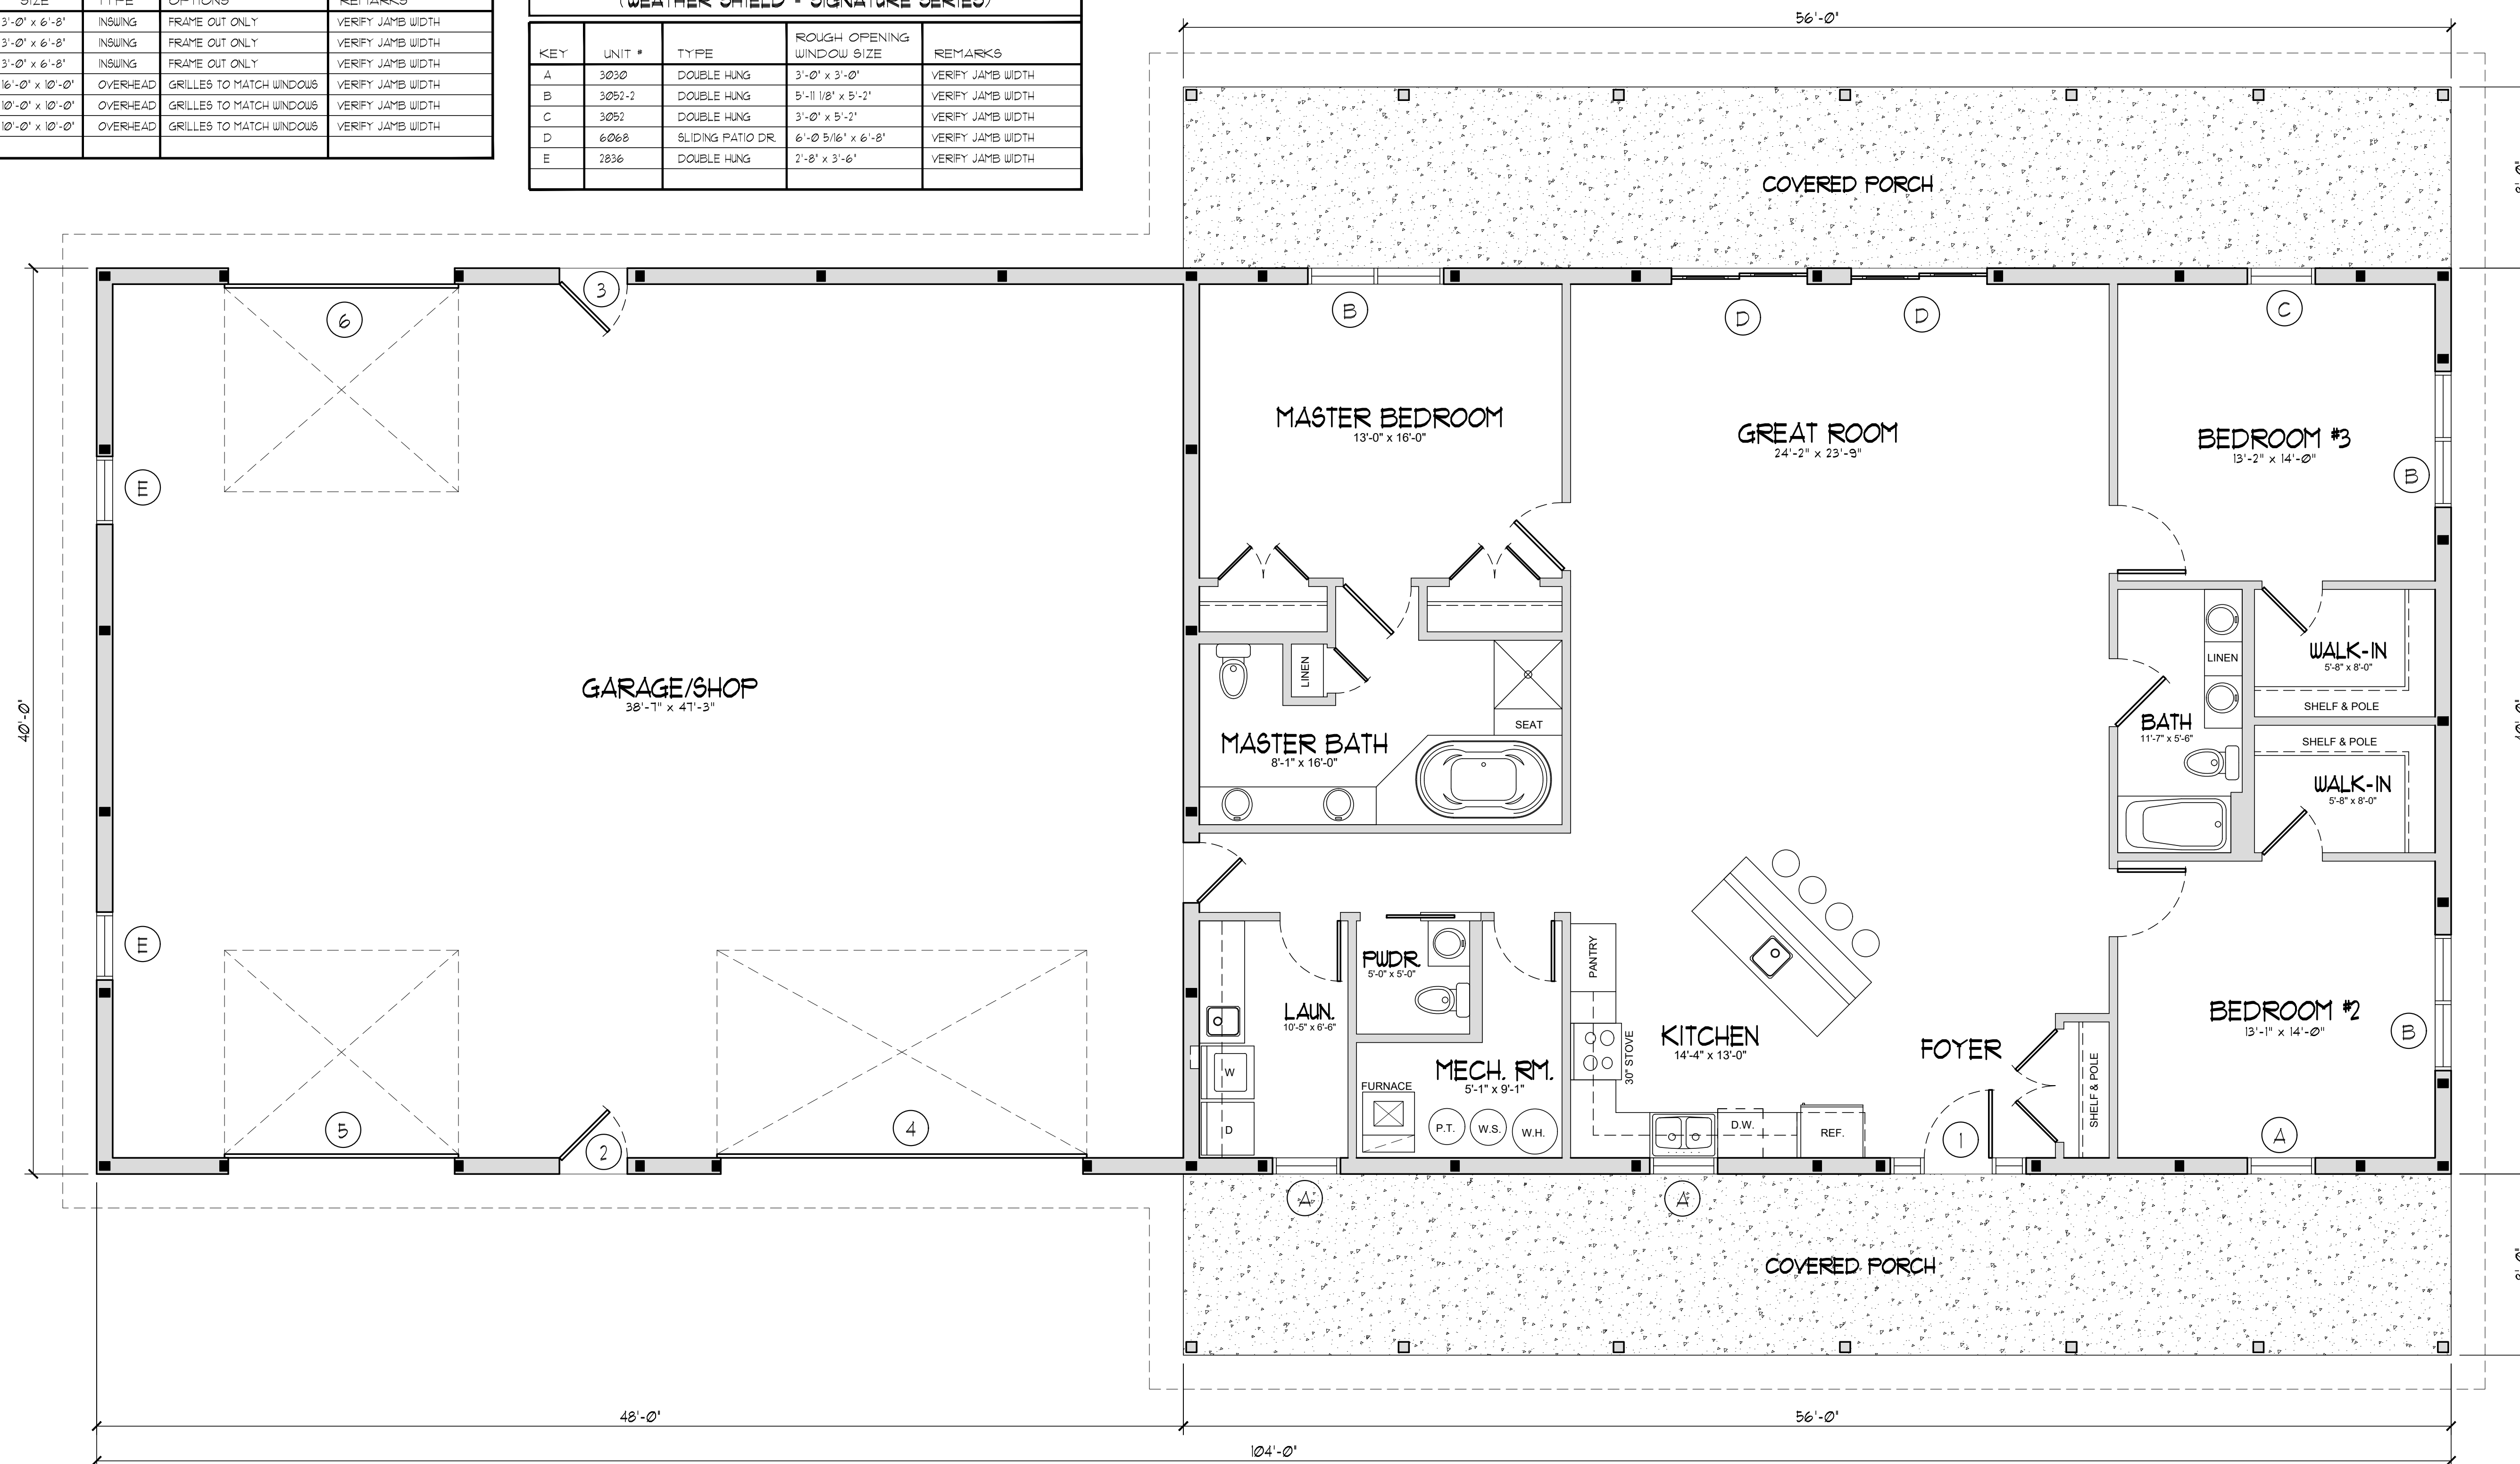 SIZE TYPE OPTIONS REMARKS
3'-0" x 6'-8" INSWING FRAME OUT ONLY VERIFY JAMB WIDTH
3'-0" x 6'-8" INSWING FRAME OUT ONLY VERIFY JAMB WIDTH
3'-0" x 6'-8" INSWING FRAME OUT ONLY VERIFY JAMB WIDTH
16'-0" x 10'-0" OVERHEAD GRILLES TO MATCH WINDOWS VERIFY JAMB WIDTH
10'-0" x 10'-0" OVERHEAD GRILLES TO MATCH WINDOWS VERIFY JAMB WIDTH
10'-0" x 10'-0" OVERHEAD GRILLES TO MATCH WINDOWS VERIFY JAMB WIDTH
(WEATHER SHIELD - SIGNATURE SERIES)
KEY UNIT # TYPE ROUGH OPENING WINDOW SIZE REMARKS
A 3030 DOUBLE HUNG 3'-0" x 3'-0" VERIFY JAMB WIDTH
B 3052-2 DOUBLE HUNG 5'-11 1/8" x 5'-2" VERIFY JAMB WIDTH
C 3052 DOUBLE HUNG 3'-0" x 5'-2" VERIFY JAMB WIDTH
D 6068 SLIDING PATIO DR. 6'-0 5/16" x 6'-8" VERIFY JAMB WIDTH
E 2836 DOUBLE HUNG 2'-8" x 3'-6" VERIFY JAMB WIDTH
56'-0"
COVERED PORCH
6
3
B
D
D
C
MASTER BEDROOM
13'-0" x 16'-0"
GREAT ROOM
24'-2" x 23'-9"
BEDROOM #3
13'-2" x 14'-0"
E
B
GARAGE/SHOP
38'-7" x 47'-3"
40'-0"
LINEN
SEAT
MASTER BATH
8'-1" x 16'-0"
LINEN
BATH
11'-7" x 5'-6"
WALK-IN
5'-8" x 8'-0"
SHELF & POLE
SHELF & POLE
WALK-IN
5'-8" x 8'-0"
E
PWDR.
5'-0" x 5'-0"
PANTRY
LAUN.
10'-5" x 6'-6"
W
D
MECH. RM.
5'-1" x 9'-1"
FURNACE
P.T.
W.S.
W.H.
30" STOVE
KITCHEN
14'-4" x 13'-0"
D.W.
REF.
FOYER
SHELF & POLE
BEDROOM #2
13'-1" x 14'-0"
B
5
2
4
1
A
A
A
COVERED PORCH
48'-0"
56'-0"
104'-0"